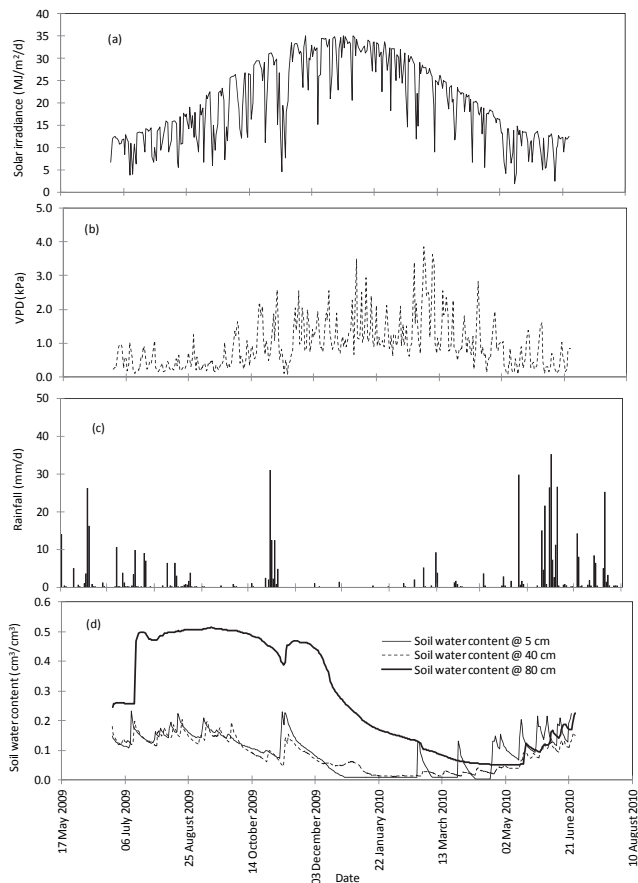 (a)
Solar irradiance (MJ/m²/d)
40
35
30
25
20
15
10
5
0
(b)
VPD (kPa)
5.0
4.0
3.0
2.0
1.0
0.0
(c)
Rainfall (mm/d)
50
40
30
20
10
0
(d)
Soil water content (cm³/cm³)
0.6
0.5
0.4
0.3
0.2
0.1
0.0
Soil water content @ 5 cm
Soil water content @ 40 cm
Soil water content @ 80 cm
17 May 2009
06 July 2009
25 August 2009
14 October 2009
03 December 2009
22 January 2010
13 March 2010
02 May 2010
21 June 2010
10 August 2010
Date